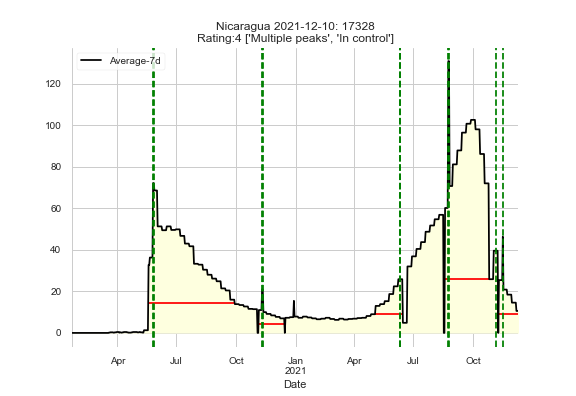 Nicaragua 2021-12-10: 17328
Rating:4 ['Multiple peaks', 'In control']
Average-7d
120
100
80
60
40
20
0
Apr
Jul
Oct
Jan
2021
Apr
Jul
Oct
Date